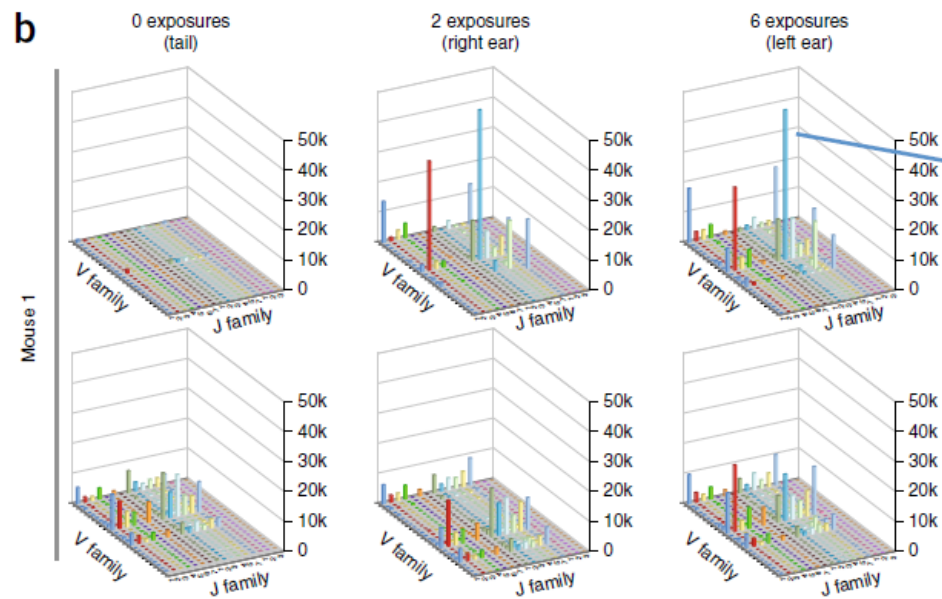 b
0 exposures
(tail)
2 exposures
(right ear)
6 exposures
(left ear)
Mouse 1
50k
40k
30k
20k
10k
0
V family
J family
50k
40k
30k
20k
10k
0
V family
J family
50k
40k
30k
20k
10k
0
V family
J family
50k
40k
30k
20k
10k
0
V family
J family
50k
40k
30k
20k
10k
0
V family
J family
50k
40k
30k
20k
10k
0
V family
J family